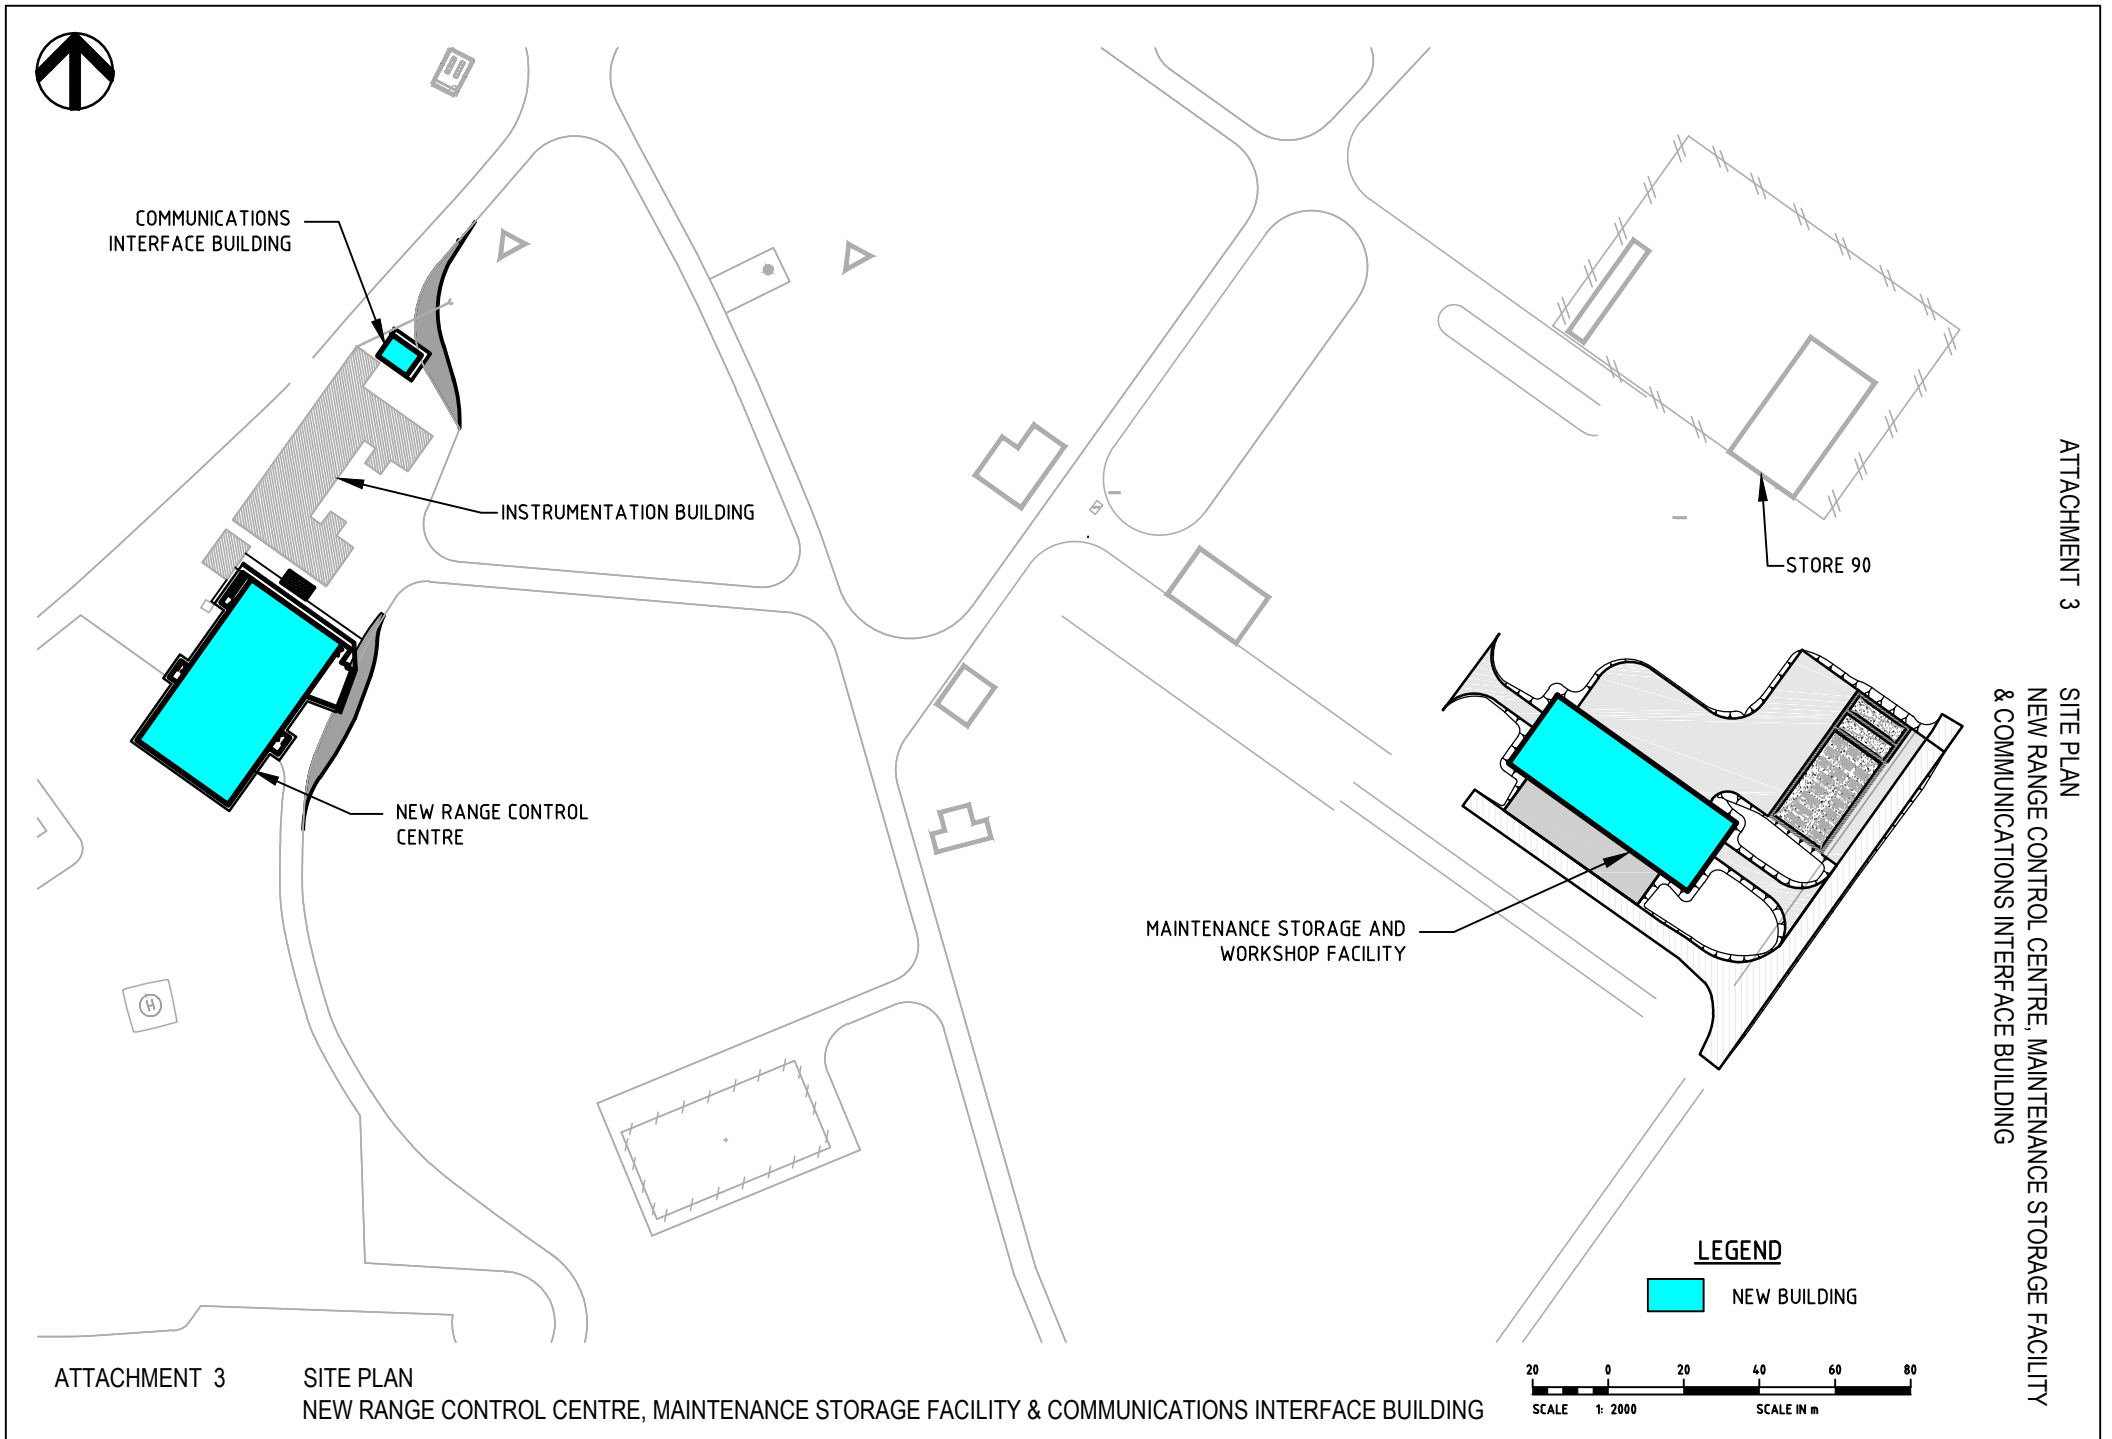 COMMUNICATIONS
INTERFACE BUILDING
INSTRUMENTATION BUILDING
NEW RANGE CONTROL
CENTRE
H
STORE 90
MAINTENANCE STORAGE AND
WORKSHOP FACILITY
LEGEND
NEW BUILDING
20 0 20 40 60 80
SCALE 1: 2000 SCALE IN m
ATTACHMENT 3 SITE PLAN
NEW RANGE CONTROL CENTRE, MAINTENANCE STORAGE FACILITY & COMMUNICATIONS INTERFACE BUILDING
ATTACHMENT 3 SITE PLAN
NEW RANGE CONTROL CENTRE, MAINTENANCE STORAGE FACILITY
& COMMUNICATIONS INTERFACE BUILDING